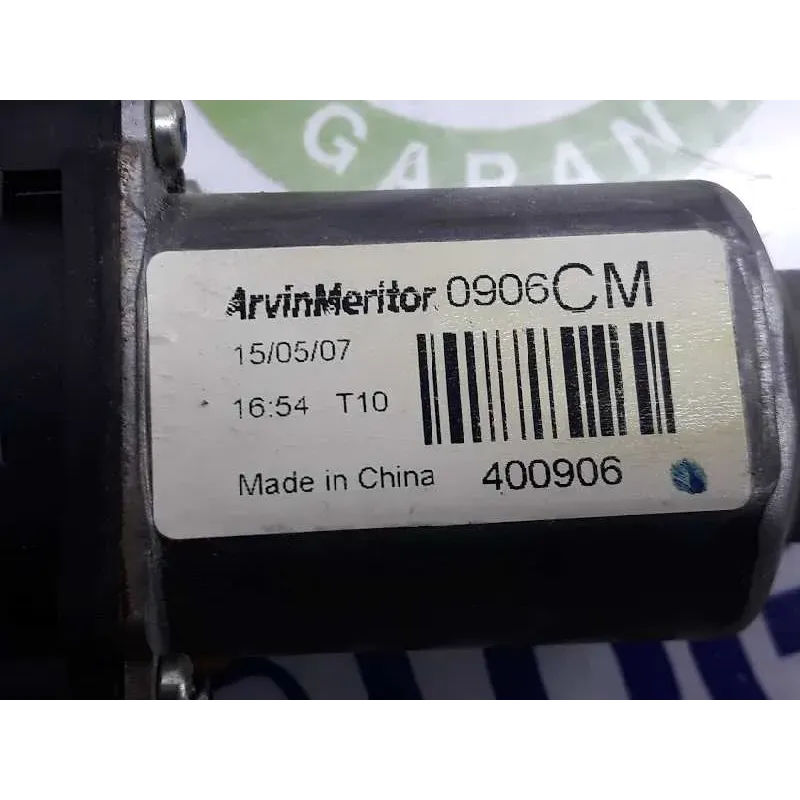 GARAN
ArvinMeritor 0906CM
15/05/07
16:54 T10
Made in China 400906